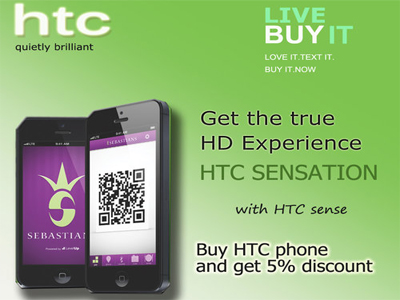 htc
quietly brilliant
LIVE
BUY IT
LOVE IT.TEXT IT.
BUY IT.NOW
Get the true
HD Experience
HTC SENSATION
with HTC sense
Buy HTC phone
and get 5% discount
SEBASTIAN
SEBASTIAN